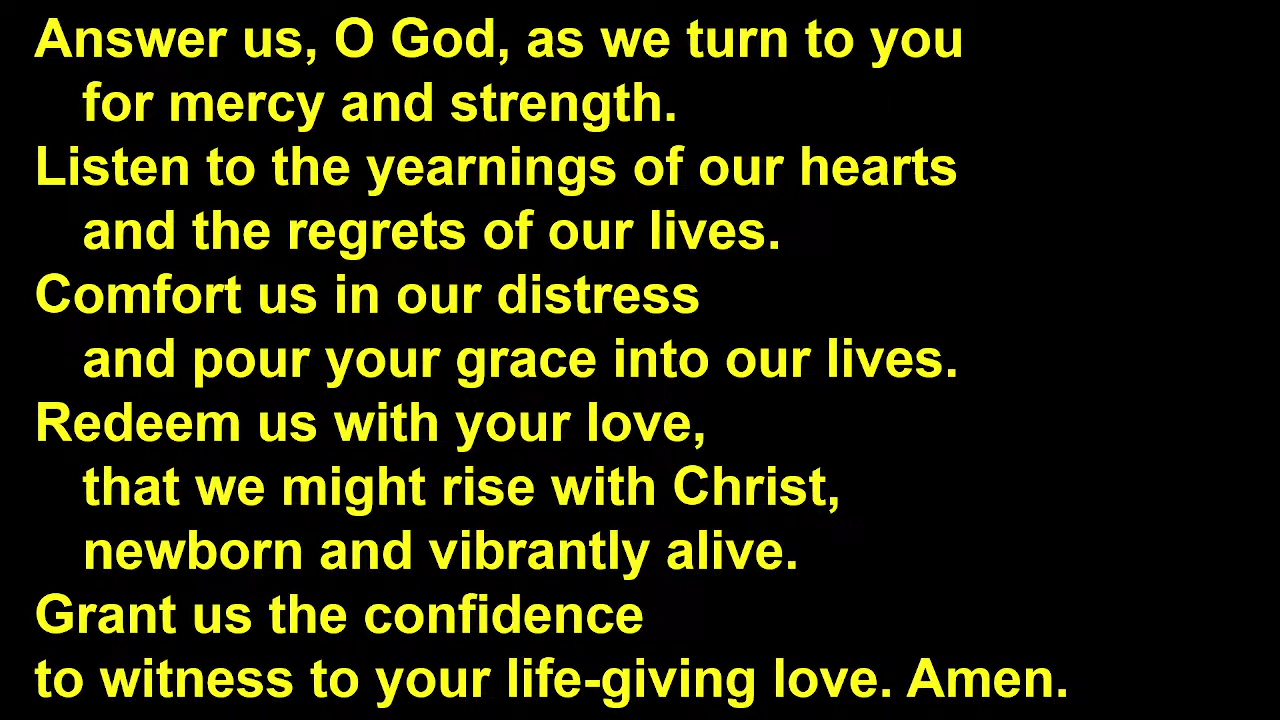 Answer us, O God, as we turn to you
for mercy and strength.
Listen to the yearnings of our hearts
and the regrets of our lives.
Comfort us in our distress
and pour your grace into our lives.
Redeem us with your love,
that we might rise with Christ,
newborn and vibrantly alive.
Grant us the confidence
to witness to your life-giving love. Amen.